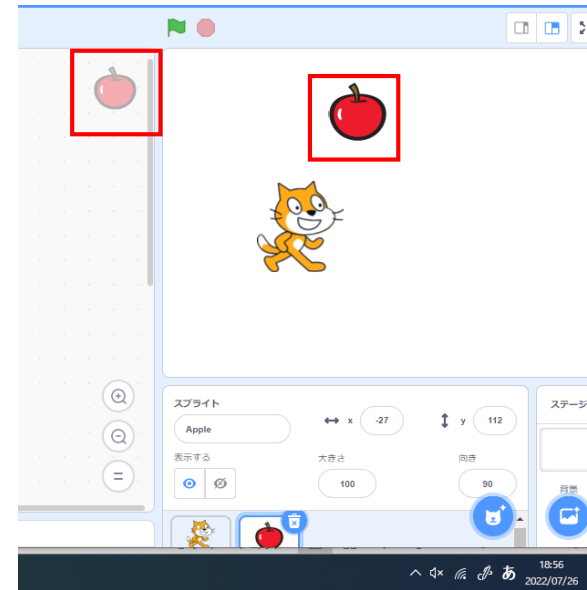 スプライト
Apple
x -27
y 112
ステージ
表示する
大きさ
向き
100
90
背景
あ
18:56
2022/07/26